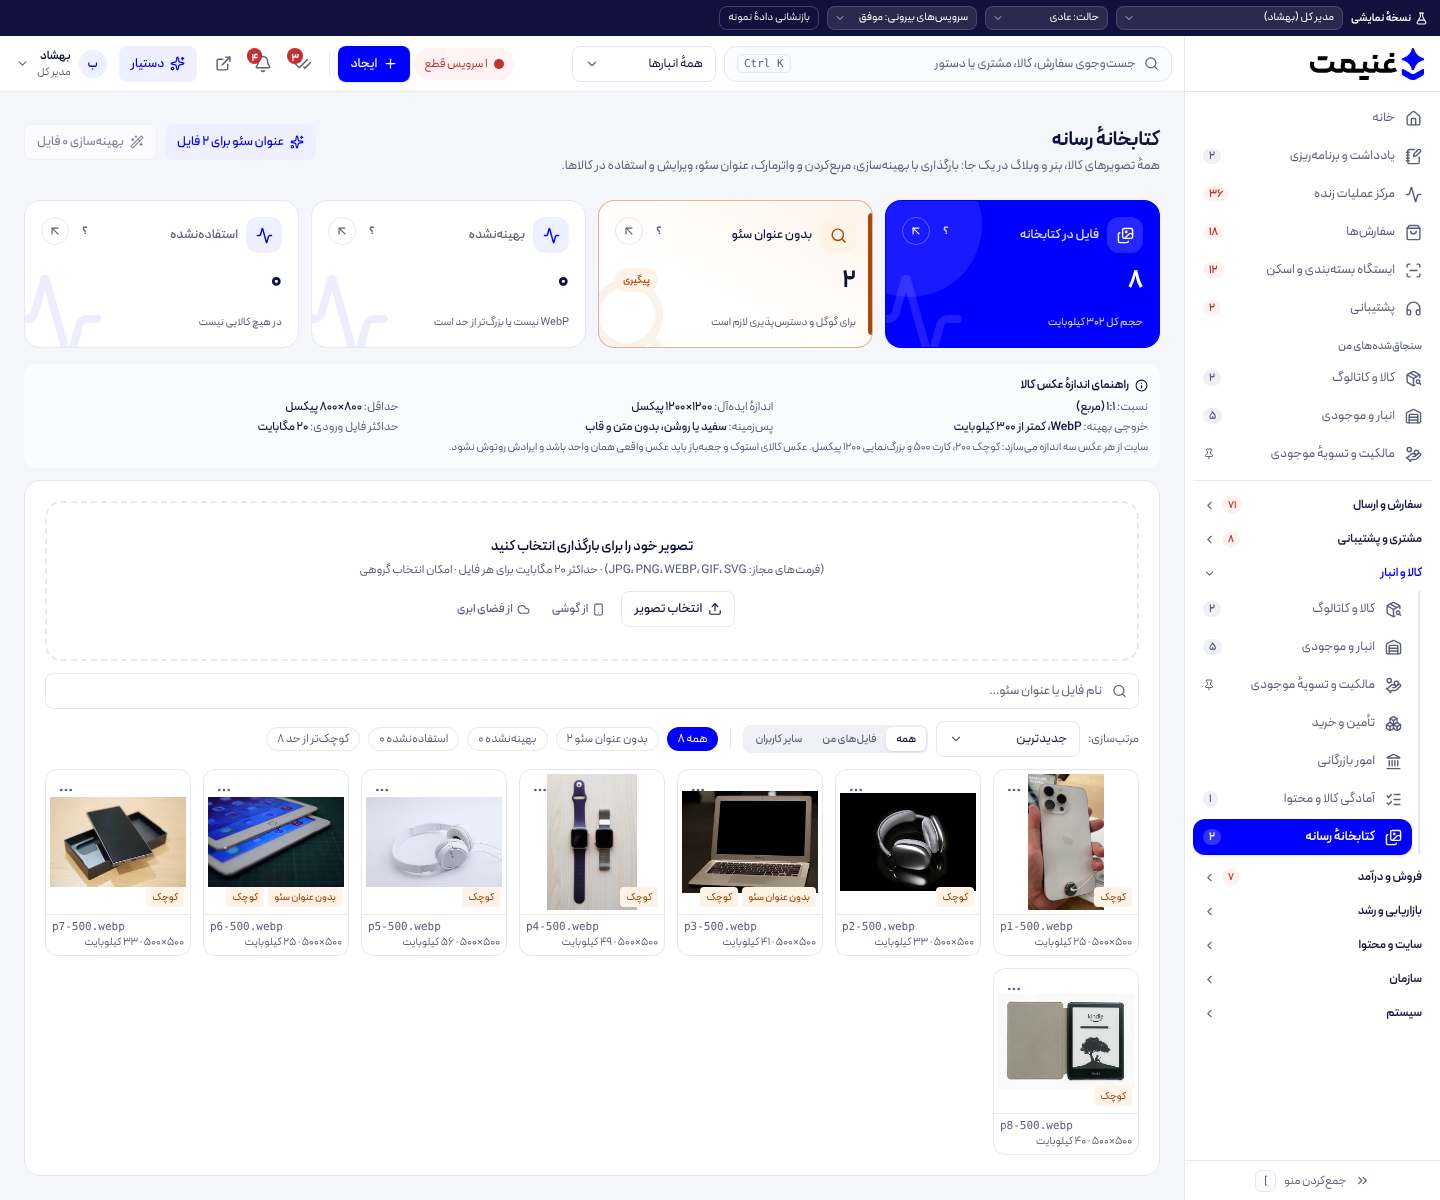 نسخهٔ نمایشی
مدیر کل (بهشاد)
حالت: عادی
سرویس‌های بیرونی: موفق
بازنشانی دادهٔ نمونه
غنیمت
جست‌وجوی سفارش، کالا، مشتری یا دستور
Ctrl K
همهٔ انبارها
۱ سرویس قطع
ایجاد
۳
۴
دستیار
ب
بهشاد
مدیر کل
خانه
یادداشت و برنامه‌ریزی ۲
مرکز عملیات زنده ۳۶
سفارش‌ها ۱۸
ایستگاه بسته‌بندی و اسکن ۱۲
پشتیبانی ۲
سنجاق‌شده‌های من
کالا و کاتالوگ ۲
انبار و موجودی ۵
مالکیت و تسویهٔ موجودی
سفارش و ارسال ۷۱
مشتری و پشتیبانی ۸
کالا و انبار
کالا و کاتالوگ ۲
انبار و موجودی ۵
مالکیت و تسویهٔ موجودی
تأمین و خرید
امور بازرگانی
آمادگی کالا و محتوا ۱
کتابخانهٔ رسانه ۲
فروش و درآمد ۷
بازاریابی و رشد
سایت و محتوا
سازمان
سیستم
جمع‌کردن منو [
کتابخانهٔ رسانه
همهٔ تصویرهای کالا، بنر و وبلاگ در یک جا: بارگذاری با بهینه‌سازی، مربع‌کردن و واترمارک، عنوان سئو، ویرایش و استفاده در کالاها.
عنوان سئو برای ۲ فایل
بهینه‌سازی ۰ فایل
فایل در کتابخانه ؟
۸
حجم کل ۳۰۲ کیلوبایت
بدون عنوان سئو ؟
۲
پیگیری
برای گوگل و دسترس‌پذیری لازم است
بهینه‌نشده ؟
۰
WebP نیست یا بزرگ‌تر از حد است
استفاده‌نشده ؟
۰
در هیچ کالایی نیست
راهنمای اندازهٔ عکس کالا
نسبت: ۱:۱ (مربع)
اندازهٔ ایده‌آل: ۱۲۰۰×۱۲۰۰ پیکسل
حداقل: ۸۰۰×۸۰۰ پیکسل
خروجی بهینه: WebP، کمتر از ۳۰۰ کیلوبایت
پس‌زمینه: سفید یا روشن، بدون متن و قاب
حداکثر فایل ورودی: ۲۰ مگابایت
سایت از هر عکس سه اندازه می‌سازد: کوچک ۲۰۰، کارت ۵۰۰ و بزرگ‌نمایی ۱۲۰۰ پیکسل. عکس کالای استوک و جعبه‌باز باید عکس واقعی همان واحد باشد و ایرادش روتوش نشود.
تصویر خود را برای بارگذاری انتخاب کنید
(فرمت‌های مجاز: JPG، PNG، WEBP، GIF، SVG) · حداکثر ۲۰ مگابایت برای هر فایل · امکان انتخاب گروهی
انتخاب تصویر
از گوشی
از فضای ابری
نام فایل یا عنوان سئو…
مرتب‌سازی:
جدیدترین
همه
فایل‌های من
سایر کاربران
همه ۸
بدون عنوان سئو ۲
بهینه‌نشده ۰
استفاده‌نشده ۰
کوچک‌تر از حد ۸
کوچک
p1-500.webp
۵۰۰×۵۰۰ · ۲۵ کیلوبایت
کوچک
p2-500.webp
۵۰۰×۵۰۰ · ۳۳ کیلوبایت
بدون عنوان سئو
کوچک
p3-500.webp
۵۰۰×۵۰۰ · ۴۱ کیلوبایت
کوچک
p4-500.webp
۵۰۰×۵۰۰ · ۴۹ کیلوبایت
کوچک
p5-500.webp
۵۰۰×۵۰۰ · ۵۶ کیلوبایت
بدون عنوان سئو
کوچک
p6-500.webp
۵۰۰×۵۰۰ · ۲۵ کیلوبایت
کوچک
p7-500.webp
۵۰۰×۵۰۰ · ۳۳ کیلوبایت
kindle
کوچک
p8-500.webp
۵۰۰×۵۰۰ · ۴۰ کیلوبایت